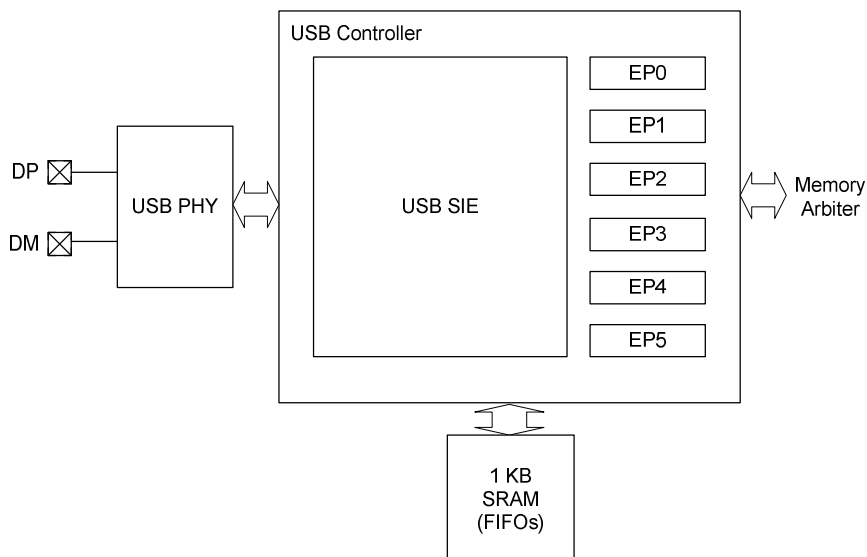 USB Controller
DP
DM
USB PHY
USB SIE
EP0
EP1
EP2
EP3
EP4
EP5
Memory
Arbiter
1 KB
SRAM
(FIFOs)